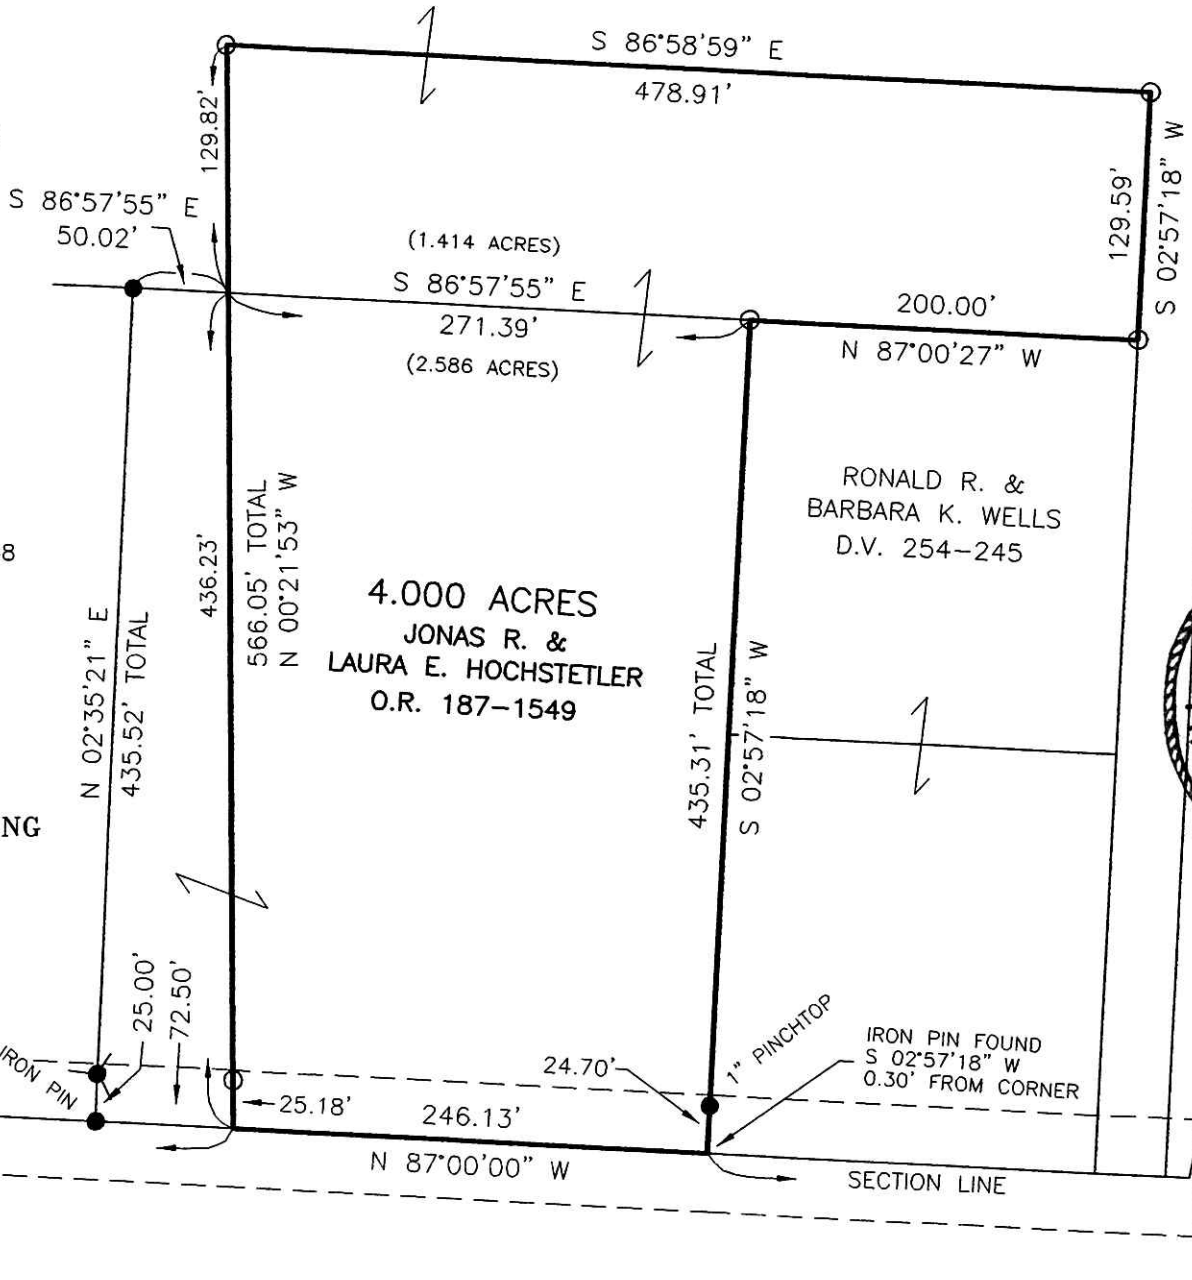 S 86°58'59" E
478.91'
129.82'
129.59'
S 02°57'18" W
S 86°57'55" E
50.02'
(1.414 ACRES)
S 86°57'55" E
271.39'
(2.586 ACRES)
200.00'
N 87°00'27" W
RONALD R. &
BARBARA K. WELLS
D.V. 254-245
8
436.23'
566.05' TOTAL
N 00°21'53" W
4.000 ACRES
JONAS R. &
LAURA E. HOCHSTETLER
O.R. 187-1549
N 02°35'21" E
435.52' TOTAL
435.31' TOTAL
S 02°57'18" W
NG
25.00'
72.50'
IRON PIN
25.18'
246.13'
N 87°00'00" W
24.70'
1" PINCHTOP
IRON PIN FOUND
S 02°57'18" W
0.30' FROM CORNER
SECTION LINE